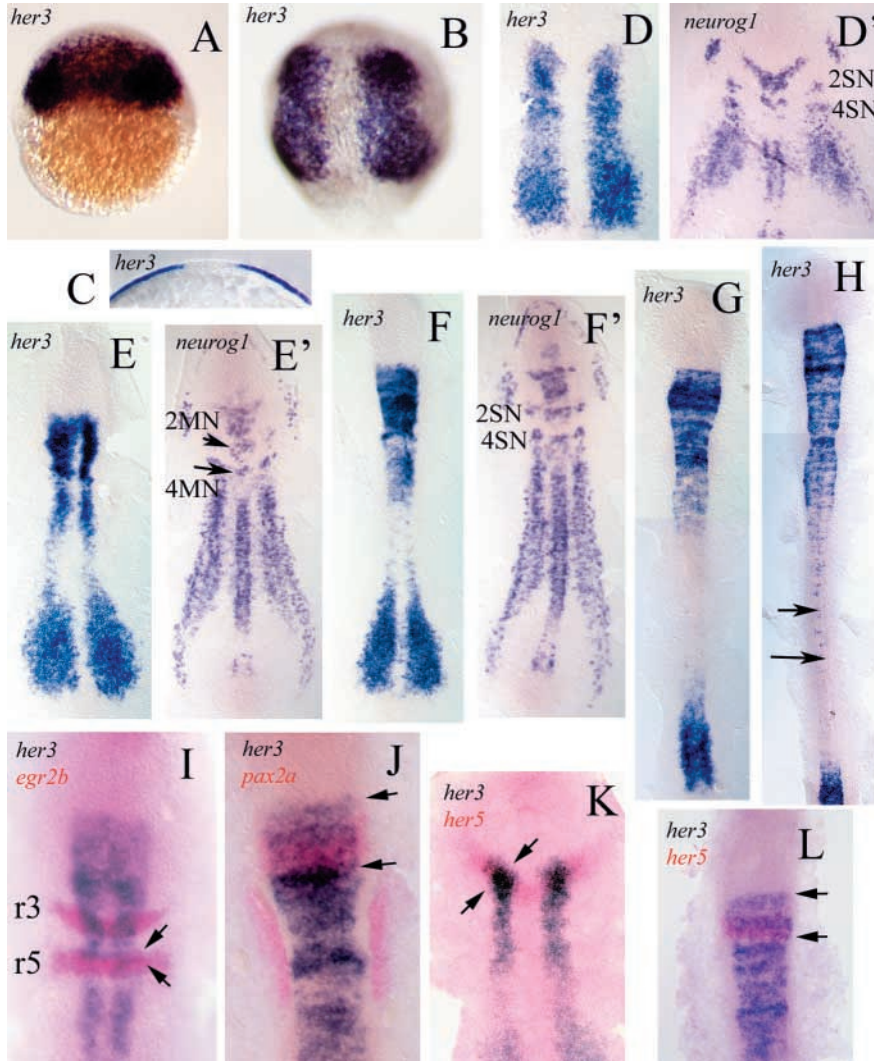 her3 A
her3 B
her3 D
neurog1 D'
2SN
4SN
her3
C
her3 E
neurog1 E'
2MN
4MN
her3 F
neurog1 F'
2SN
4SN
her3 G
her3 H
her3 I
egr2b
r3
r5
her3 J
pax2a
her3 K
her5
her3 L
her5